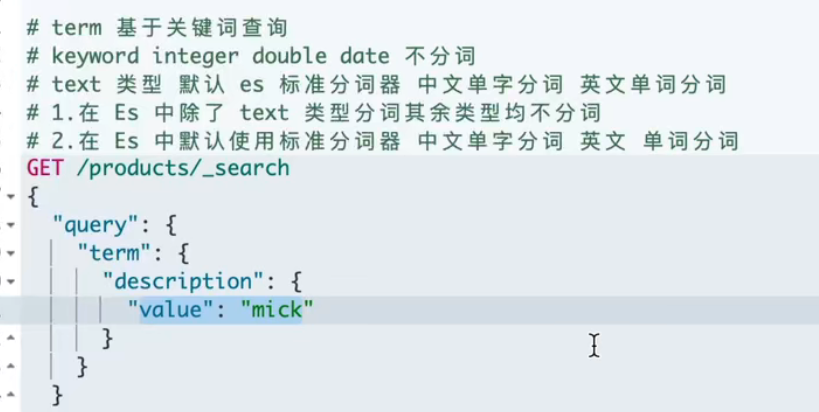 # term 基于关键词查询
# keyword integer double date 不分词
# text 类型 默认 es 标准分词器 中文单字分词 英文单词分词
# 1.在 Es 中除了 text 类型分词其余类型均不分词
# 2.在 Es 中默认使用标准分词器 中文单字分词 英文 单词分词
GET /products/_search
{
"query": {
"term": {
"description": {
"value": "mick"
}
}
}